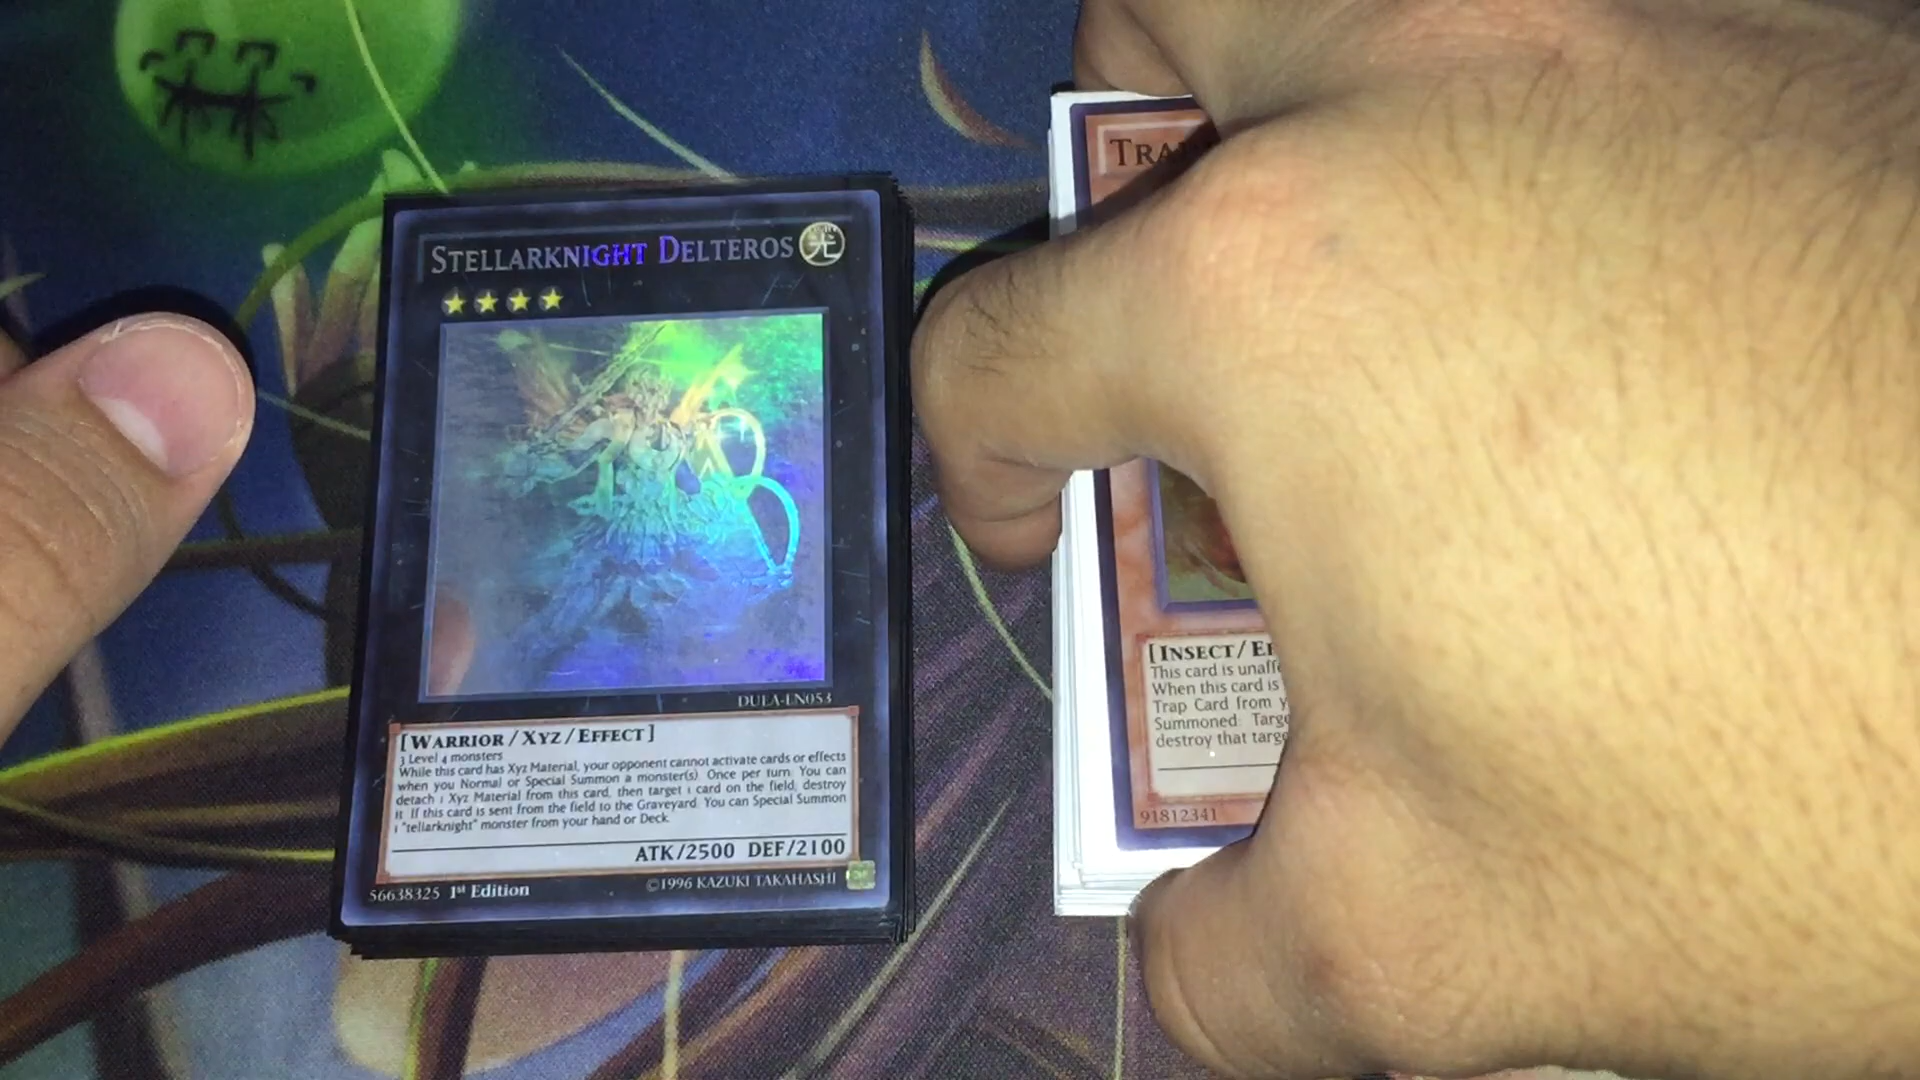 STELLARKNIGHT DELTEROS
光
DUEA-EN053
[WARRIOR/XYZ/EFFECT]
3 Level 4 monsters
While this card has Xyz Material, your opponent cannot activate cards or effects
when you Normal or Special Summon a monster(s). Once per turn: You can
detach 1 Xyz Material from this card, then target 1 card on the field; destroy
it. If this card is sent from the field to the Graveyard: You can Special Summon
1 "tellarknight" monster from your hand or Deck.
ATK/2500 DEF/2100
56638325 1st Edition
©1996 KAZUKI TAKAHASHI
TRA
[INSECT/E
This card is unaff
When this card is
Trap Card from y
Summoned: Targe
destroy that targe
91812341